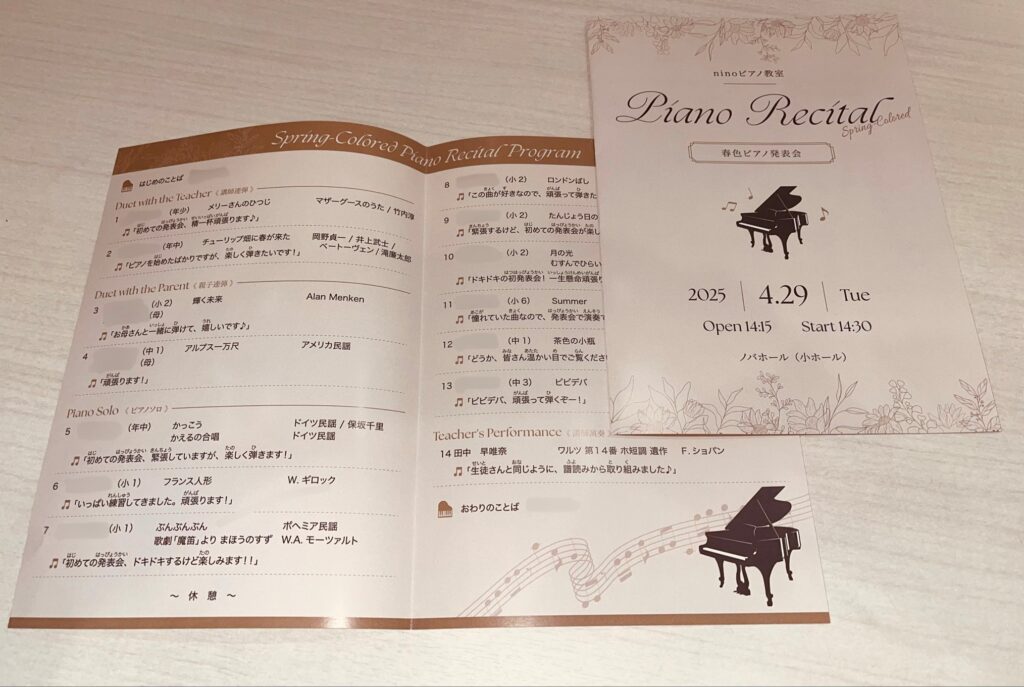 Spring-Colored Piano Recital Program
はじめのことば
Duet with the Teacher（講師連弾）
1 （年少） メリーさんのひつじ マザーグースのうた / 竹内淳
「初めての発表会、精一杯頑張ります♪」
2 （年中） チューリップ畑に春が来た 岡野貞一 / 井上武士 /
ベートーヴェン / 滝廉太郎
「ピアノを始めたばかりですが、楽しく弾きたいです！」
Duet with the Parent（親子連弾）
3 （小２） 輝く未来 Alan Menken
（母）
「お母さんと一緒に弾けて、嬉しいです♪」
4 （中１） アルプス一万尺 アメリカ民謡
（母）
「頑張ります！」
Piano Solo（ピアノソロ）
5 （年中） かっこう ドイツ民謡 / 保坂千里
かえるの合唱 ドイツ民謡
「初めての発表会、緊張していますが、楽しく弾きます！」
6 （小１） フランス人形 W. ギロック
「いっぱい練習してきました。頑張ります！」
7 （小１） ぶんぶんぶん ボヘミア民謡
歌劇「魔笛」より まほうのすず W.A. モーツァルト
「初めての発表会、ドキドキするけど楽しみます！！」
～ 休 憩 ～
8 （小２） ロンドンばし
「この曲が好きなので、頑張って弾きた
9 （小２） たんじょう日の
「緊張するけど、初めての発表会が楽し
10 （小２） 月の光
むすんでひらい
「ドキドキの初発表会！一生懸命頑張り
11 （小６） Summer
「憧れていた曲なので、発表会で演奏で
12 （中１） 茶色の小瓶
「どうか、皆さん温かい目でご覧くださ
13 （中３） ビビデバ
「ビビデバ、頑張って弾くぞー！」
Teacher's Performance（講師演奏）
14 田中 早唯奈 ワルツ 第１４番 ホ短調 遺作 F. ショパン
「生徒さんと同じように、譜読みから取り組みました♪」
おわりのことば
ninoピアノ教室
Piano Recital
Spring-Colored
春色ピアノ発表会
2025 4.29 Tue
Open 14:15 Start 14:30
ノバホール（小ホール）